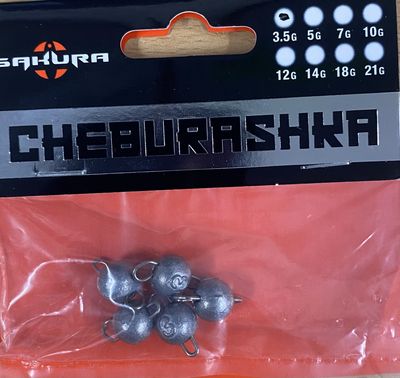 SAKURA
3.5G 5G 7G 10G
12G 14G 18G 21G
CHEBURASHKA